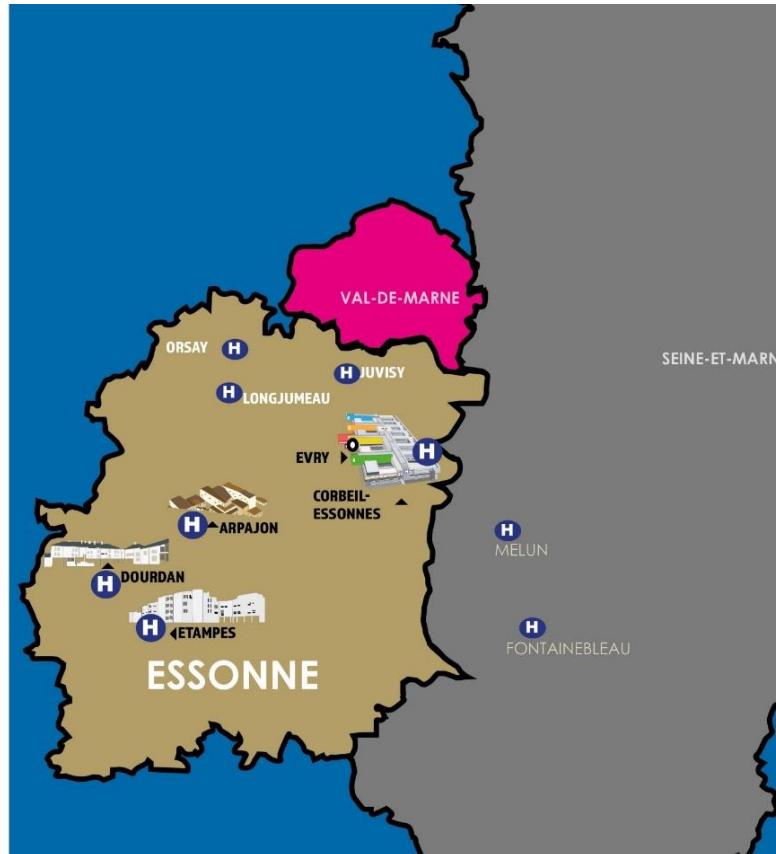 VAL-DE-MARNE
ORSAY H
SEINE-ET-MARN
H JUVISY
H LONGJUMEAU
EVRY H
CORBEIL-
ESSONNES
H ARPAJON
H
MELUN
H DOURDAN
H ETAMPES
H
FONTAINEBLEAU
ESSONNE